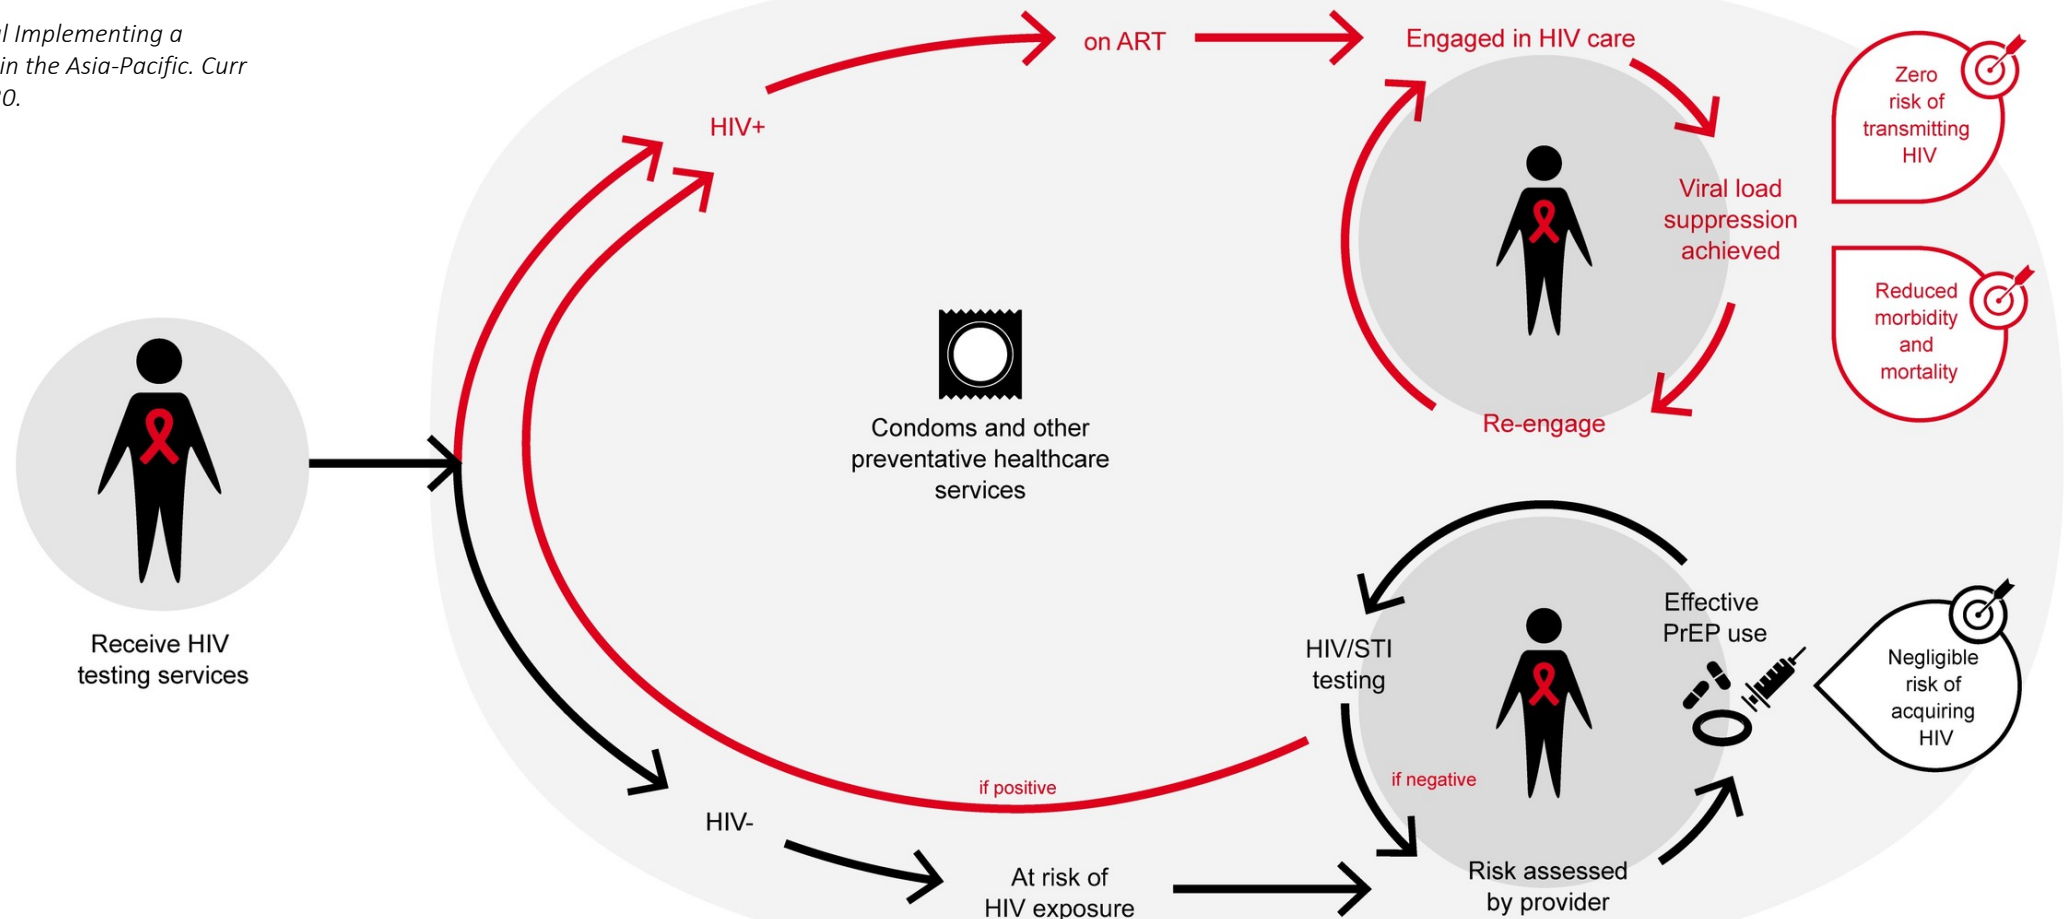 al Implementing a
in the Asia-Pacific. Curr
20.
on ART
Engaged in HIV care
HIV+
Zero
risk of
transmitting
HIV
Viral load
suppression
achieved
Reduced
morbidity
and
mortality
Re-engage
Condoms and other
preventative healthcare
services
Receive HIV
testing services
Effective
PrEP use
HIV/STI
testing
Negligible
risk of
acquiring
HIV
if positive
if negative
HIV-
At risk of
HIV exposure
Risk assessed
by provider